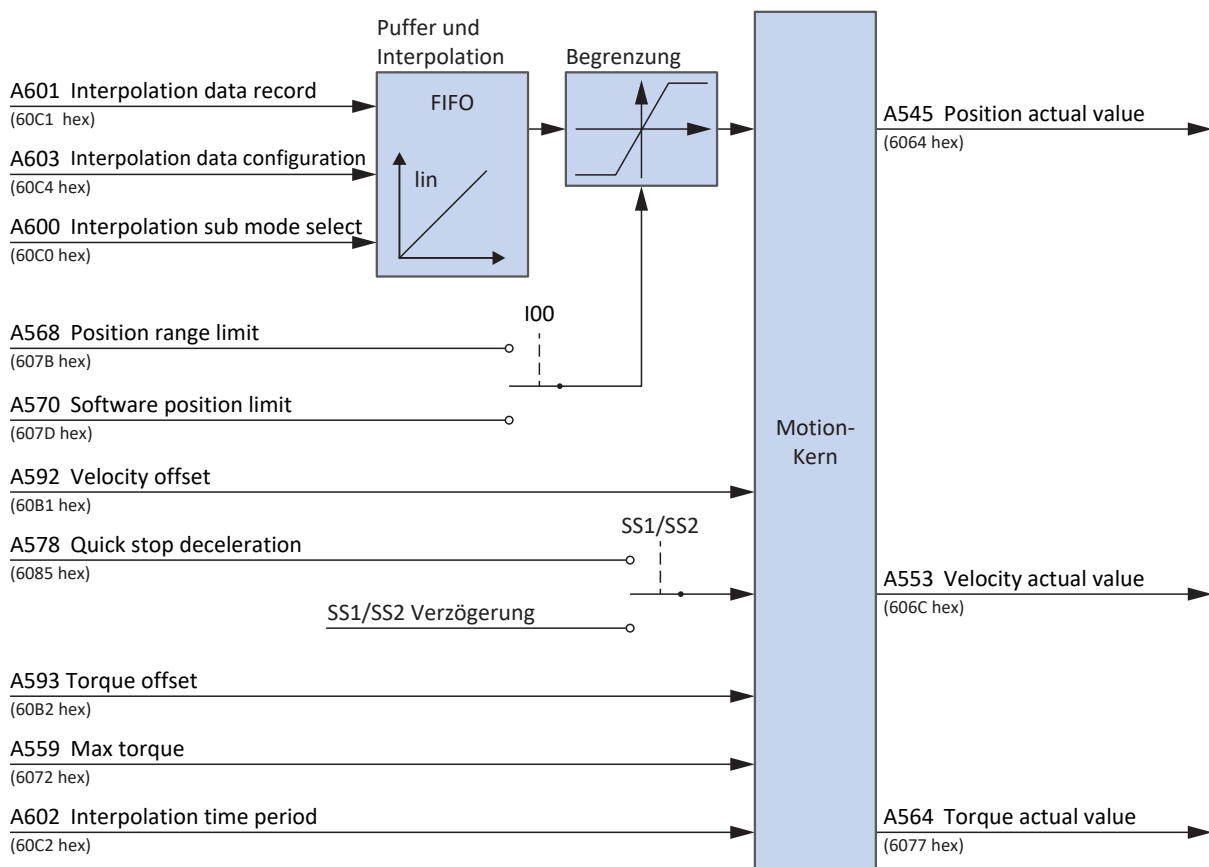 Puffer und
Interpolation
Begrenzung
A601 Interpolation data record
(60C1 hex)
FIFO
A545 Position actual value
(6064 hex)
A603 Interpolation data configuration
(60C4 hex)
lin
A600 Interpolation sub mode select
(60C0 hex)
I00
A568 Position range limit
(607B hex)
A570 Software position limit
(607D hex)
Motion-
Kern
A592 Velocity offset
(60B1 hex)
SS1/SS2
A578 Quick stop deceleration
(6085 hex)
A553 Velocity actual value
(606C hex)
SS1/SS2 Verzögerung
A593 Torque offset
(60B2 hex)
A559 Max torque
(6072 hex)
A602 Interpolation time period
(60C2 hex)
A564 Torque actual value
(6077 hex)